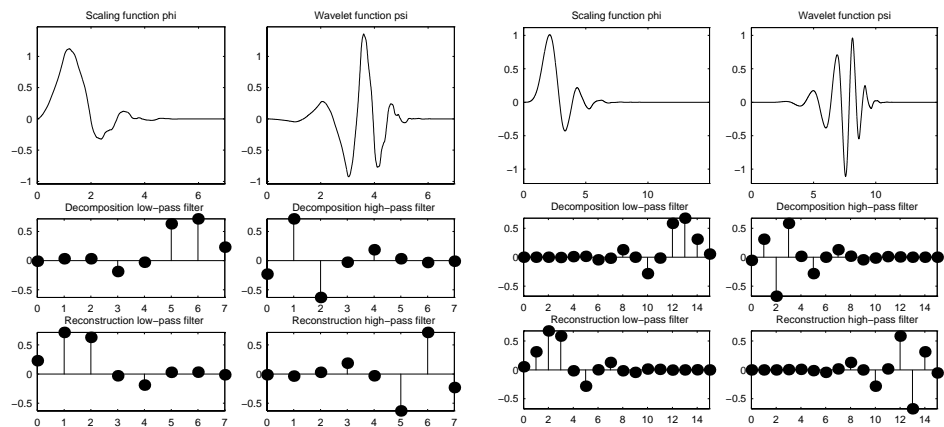 Scaling function phi
Wavelet function psi
Scaling function phi
Wavelet function psi
1
0.5
0
−0.5
−1
0 2 4 6
1
0.5
0
−0.5
−1
0 2 4 6
1
0.5
0
−0.5
−1
0 5 10
1
0.5
0
−0.5
−1
5 10
Decomposition low−pass filter
Decomposition high−pass filter
Decomposition low−pass filter
Decomposition high−pass filter
0.5
0
−0.5
0 1 2 3 4 5 6 7
0.5
0
−0.5
0 1 2 3 4 5 6 7
0.5
0
−0.5
0 2 4 6 8 10 12 14
0.5
0
−0.5
0 2 4 6 8 10 12 14
Reconstruction low−pass filter
Reconstruction high−pass filter
Reconstruction low−pass filter
Reconstruction high−pass filter
0.5
0
−0.5
0 1 2 3 4 5 6 7
0.5
0
−0.5
0 1 2 3 4 5 6 7
0.5
0
−0.5
0 2 4 6 8 10 12 14
0.5
0
−0.5
0 2 4 6 8 10 12 14